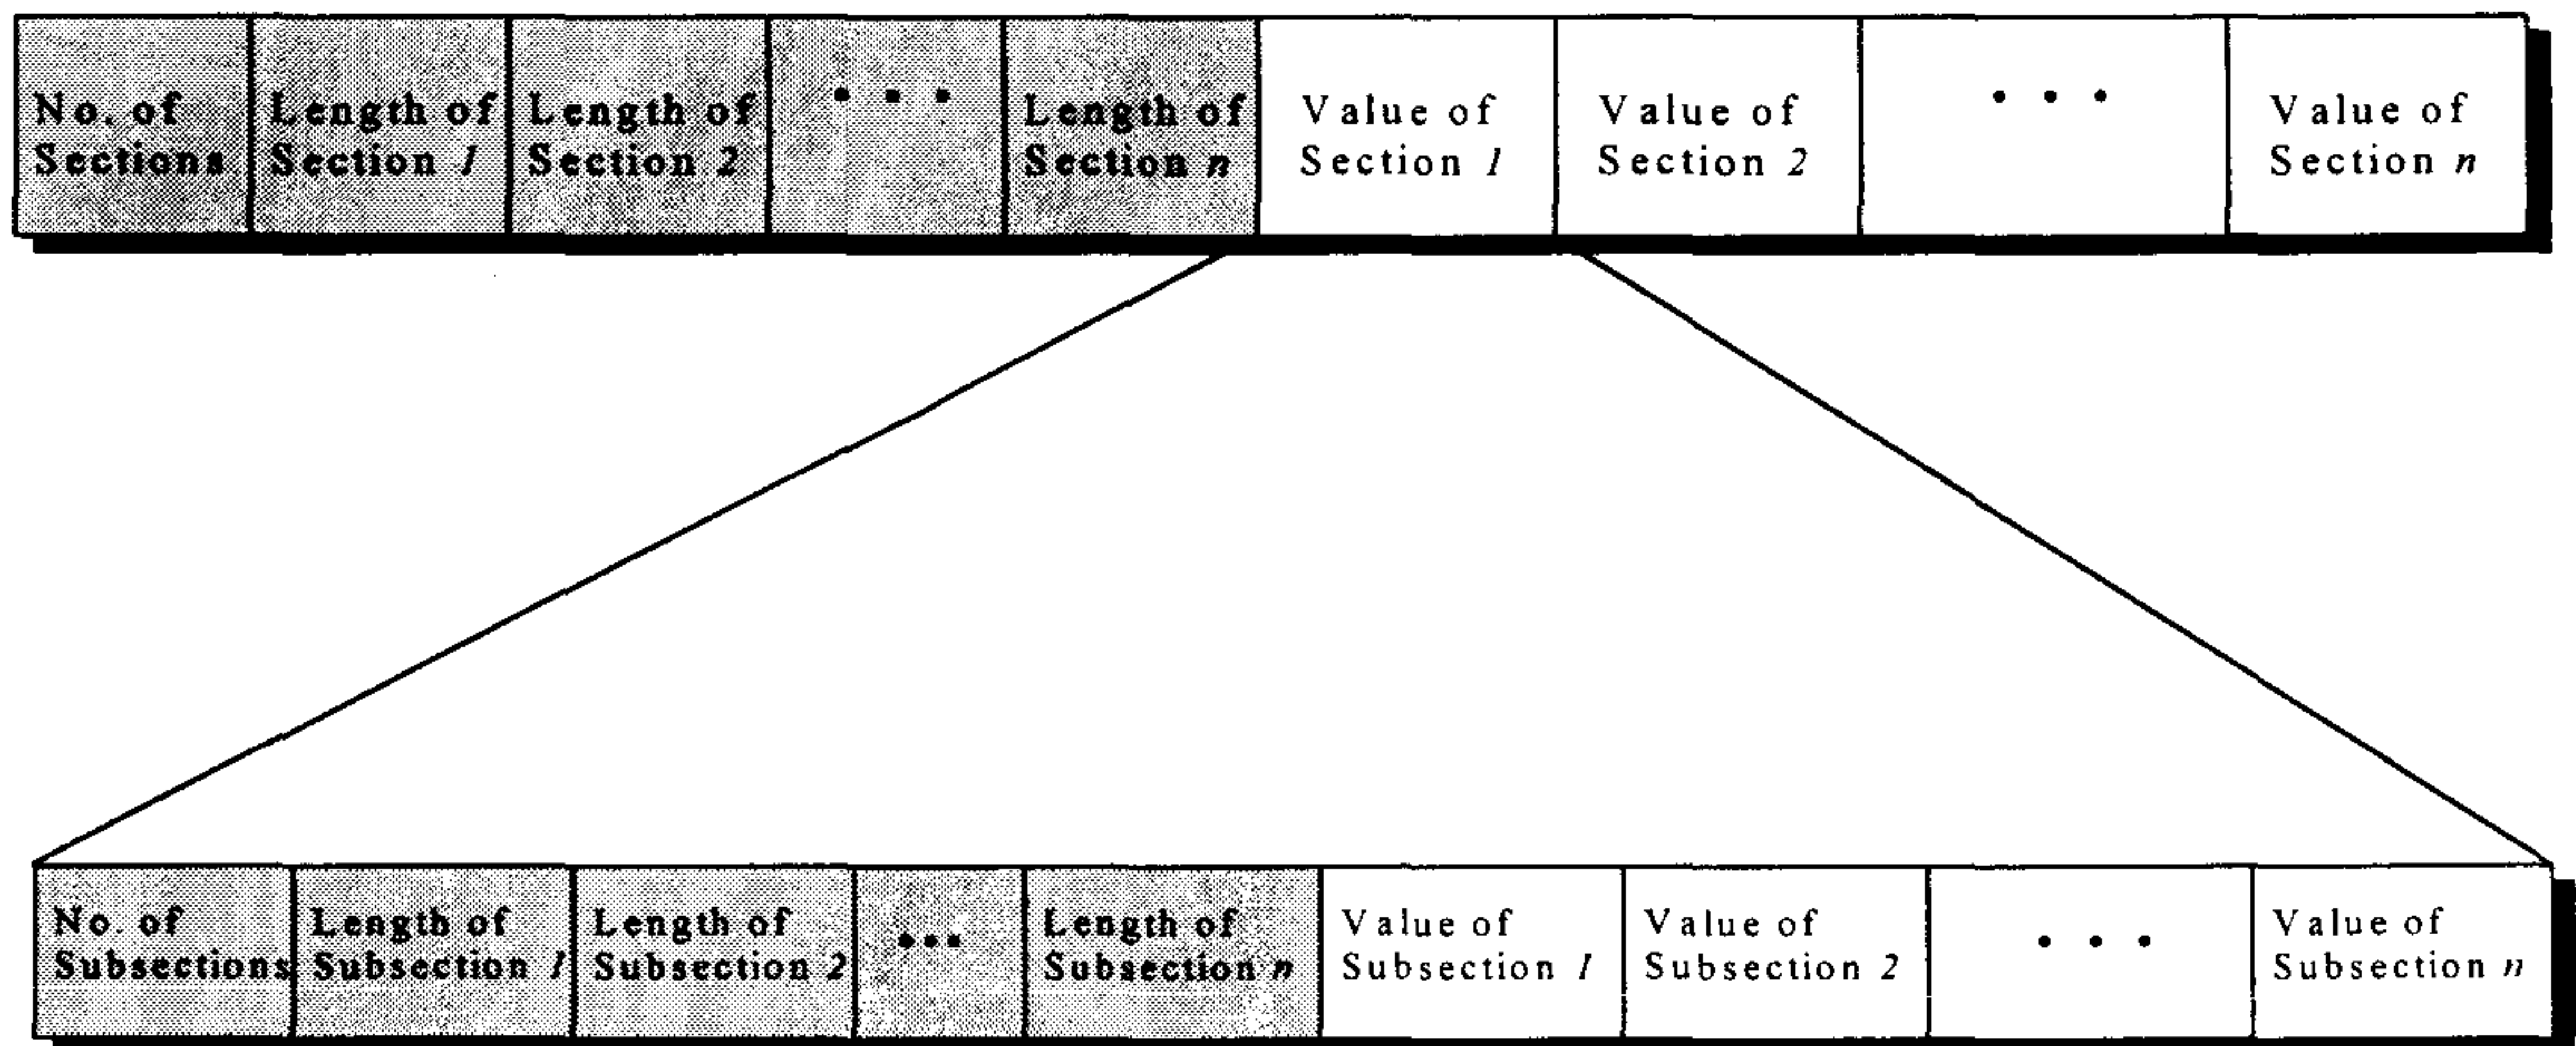 No. of
Sections
Length of
Section 1
Length of
Section 2
• • •
Length of
Section n
Value of
Section 1
Value of
Section 2
• • •
Value of
Section n
No. of
Subsections
Length of
Subsection 1
Length of
Subsection 2
•••
Length of
Subsection n
Value of
Subsection 1
Value of
Subsection 2
• • •
Value of
Subsection n